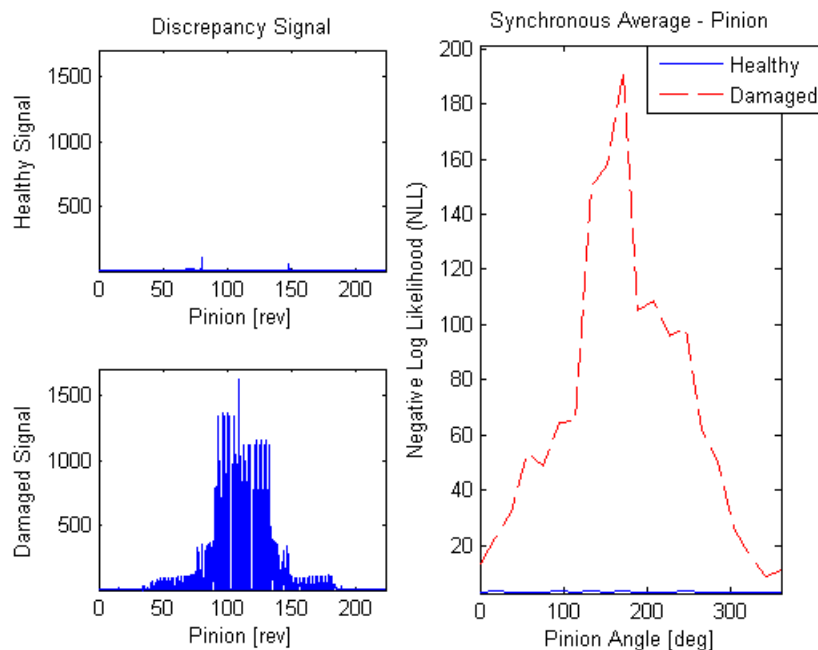 Discrepancy Signal
Healthy Signal
1500
1000
500
0 50 100 150 200
Pinion [rev]
Damaged Signal
1500
1000
500
0 50 100 150 200
Pinion [rev]
Synchronous Average - Pinion
Healthy
Damaged
Negative Log Likelihood (NLL)
200
180
160
140
120
100
80
60
40
20
0 100 200 300
Pinion Angle [deg]